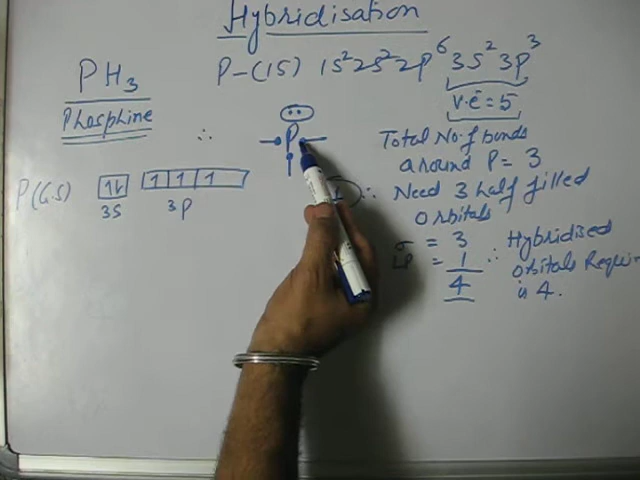 Hybridisation
PH3
Phosphine
P-(15) 1s² 2s² 2p⁶ 3s² 3p³
v.e⁻ = 5
∴
P
Total No. of bonds
around P = 3
∴ Need 3 half filled
orbitals
σ = 3
LP = 1
4
∴ Hybridised
orbitals Requir
is 4.
P(G.S)
3s
3p